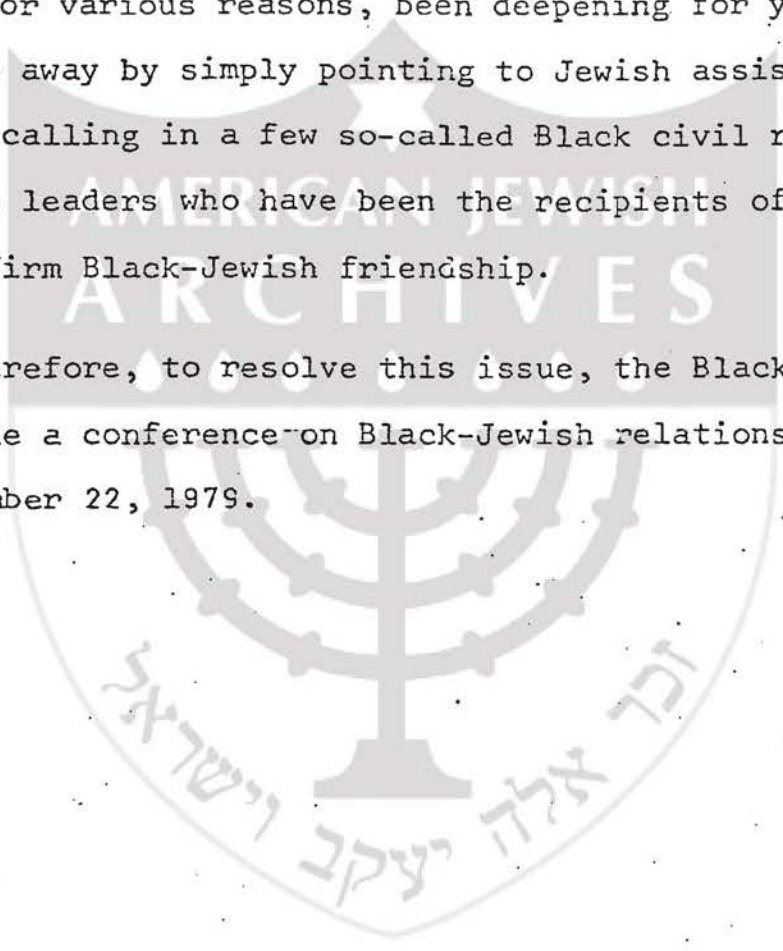 or various reasons, been deepening for y
away by simply pointing to Jewish assis
calling in a few so-called Black civil r
leaders who have been the recipients of
AMERICAN JEWISH
irm Black-Jewish friendship.
ARCHIVES
refore, to resolve this issue, the Black
e a conference on Black-Jewish relations
ber 22, 1979.
זכר אלה יעקב וישראל